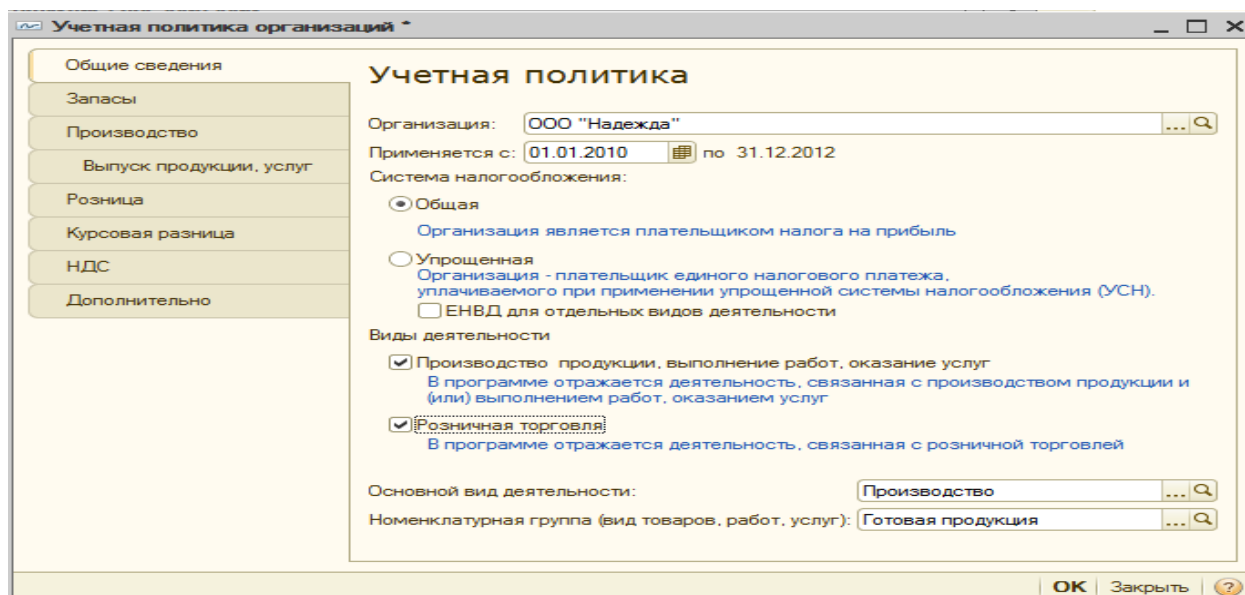 Учетная политика организаций *
Общие сведения
Запасы
Производство
Выпуск продукции, услуг
Розница
Курсовая разница
НДС
Дополнительно
Учетная политика
Организация: ООО "Надежда" ...
Применяется с: 01.01.2010 по 31.12.2012
Система налогообложения:
Общая
Организация является плательщиком налога на прибыль
Упрощенная
Организация - плательщик единого налогового платежа,
уплачиваемого при применении упрощенной системы налогообложения (УСН).
ЕНВД для отдельных видов деятельности
Виды деятельности
Производство продукции, выполнение работ, оказание услуг
В программе отражается деятельность, связанная с производством продукции и
(или) выполнением работ, оказанием услуг
Розничная торговля
В программе отражается деятельность, связанная с розничной торговлей
Основной вид деятельности: Производство ...
Номенклатурная группа (вид товаров, работ, услуг): Готовая продукция ...
OK Закрыть ?